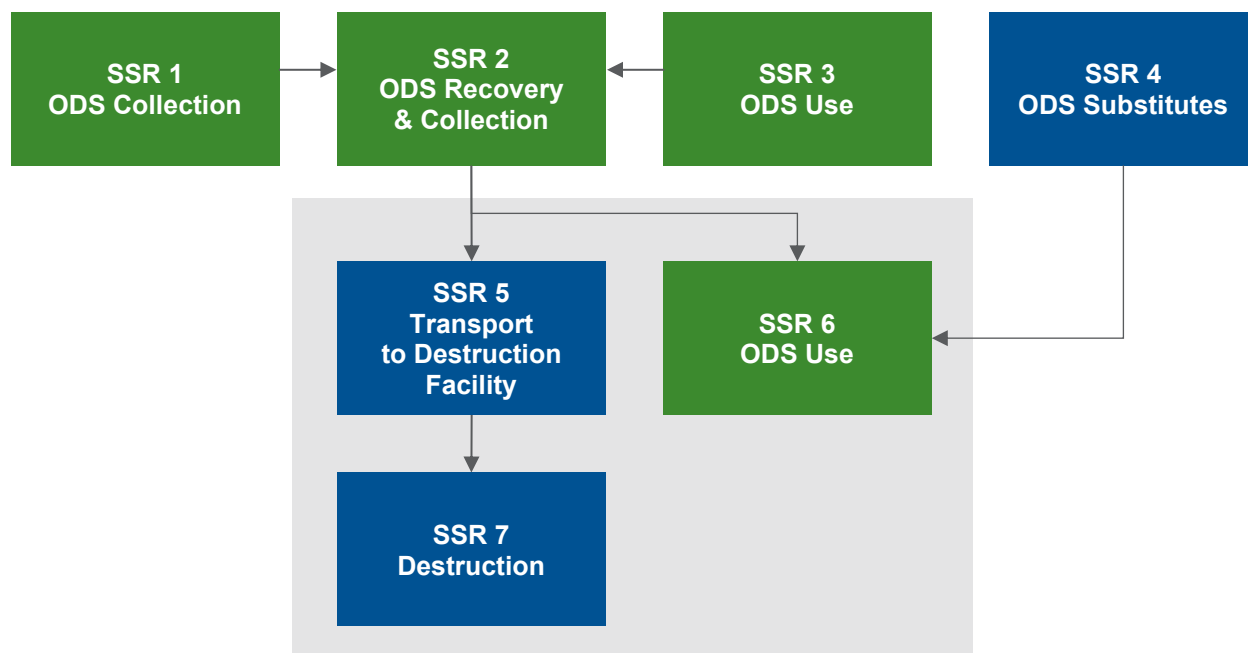 SSR 1
ODS Collection
SSR 2
ODS Recovery
& Collection
SSR 3
ODS Use
SSR 4
ODS Substitutes
SSR 5
Transport
to Destruction
Facility
SSR 6
ODS Use
SSR 7
Destruction